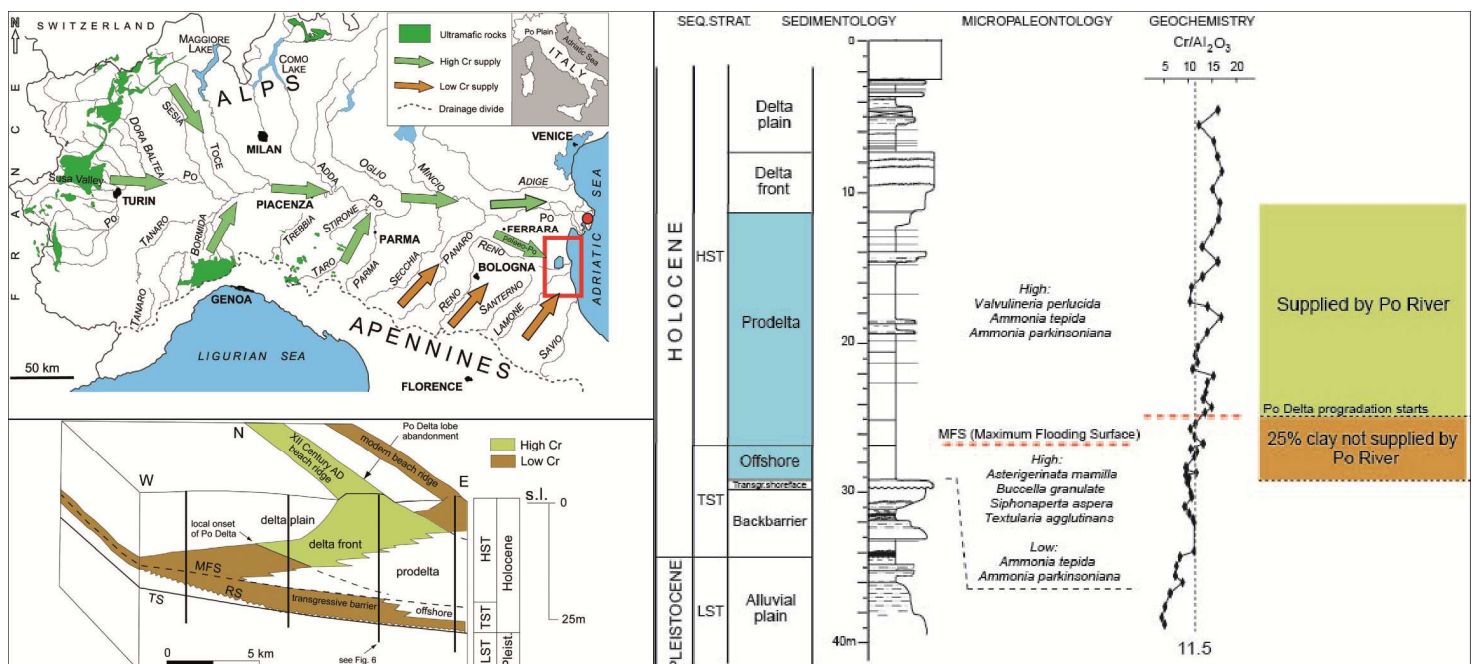 N
SWITZERLAND
MAGGIORE
LAKE
COMO
LAKE
ALPS
Ultramafic rocks
High Cr supply
Low Cr supply
Drainage divide
Po Plain
Adriatic Sea
ITALY
FRANCE
SESIA
DORA BALTEA
TOCE
MILAN
VENICE
Susa Valley
Po
TURIN
Po
ADDA
OGLIO
MINCIO
ADIGE
PIACENZA
Po
Po
FERRARA
paleo-Po
TANARO
BORMIDA
TREBBIA
STIRONE
TARO
PARMA
PARMA
SECCHIA
PANARO
RENO
BOLOGNA
RENO
SANTERNO
LAMONE
SAVIO
TANARO
GENOA
APENNINES
ADRIATIC SEA
LIGURIAN SEA
FLORENCE
50 km
N
Po Delta lobe
abandonment
High Cr
Low Cr
XII Century AD
beach ridge
modern beach ridge
W
E
s.l.
0
local onset
of Po Delta
delta plain
delta front
prodelta
MFS
RS
TS
transgressive barrier
offshore
HST
TST
LST
Holocene
Pleist.
25m
0
5 km
see Fig. 6
SEQ.STRAT.
SEDIMENTOLOGY
MICROPALEONTOLOGY
GEOCHEMISTRY
Cr/Al2O3
5 10 15 20
0
10
20
30
40m
HOLOCENE
PLEISTOCENE
HST
TST
LST
Delta
plain
Delta
front
Prodelta
Offshore
Transgr.shoreface
Backbarrier
Alluvial
plain
High:
Valvulineria perlucida
Ammonia tepida
Ammonia parkinsoniana
MFS (Maximum Flooding Surface)
High:
Asterigerinata mamilla
Buccella granulate
Siphonaperta aspera
Textularia agglutinans
Low:
Ammonia tepida
Ammonia parkinsoniana
11.5
Supplied by Po River
Po Delta progradation starts
25% clay not supplied by
Po River